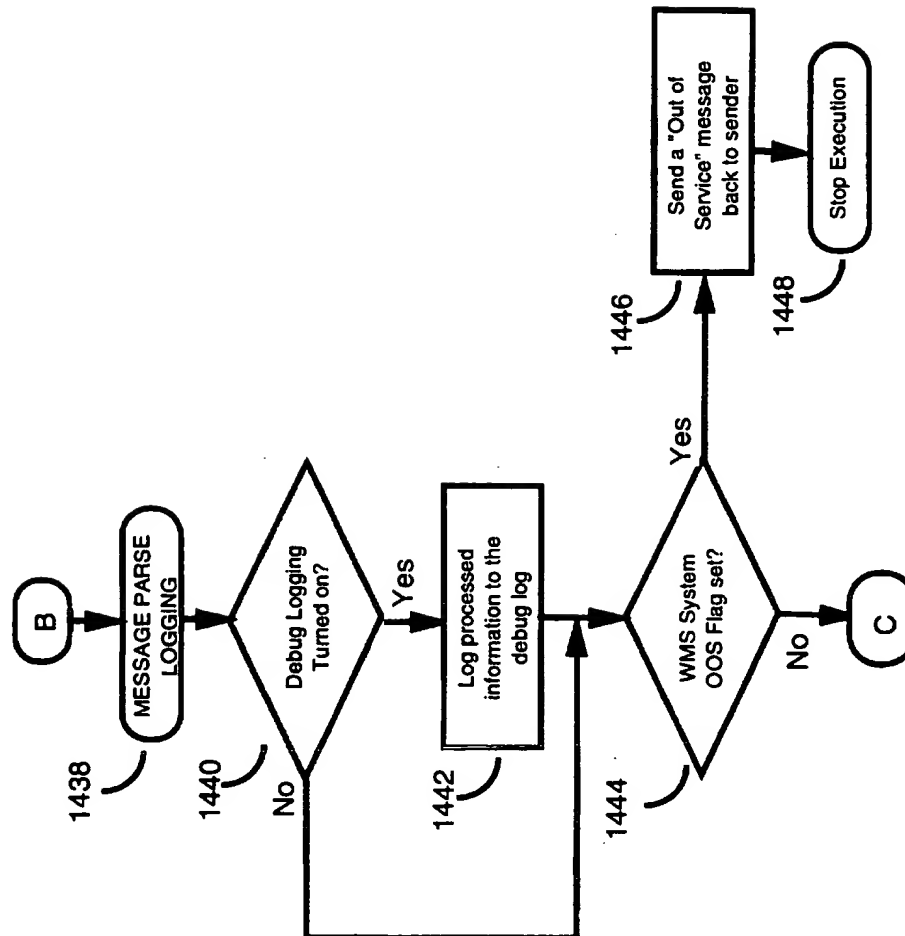 B
MESSAGE PARSE
LOGGING
1438
Debug Logging
Turned on?
1440
No
Yes
Log processed
information to the
debug log
1442
WMS System
OOS Flag set?
1444
Yes
No
Send a "Out of
Service" message
back to sender
1446
Stop Execution
1448
C